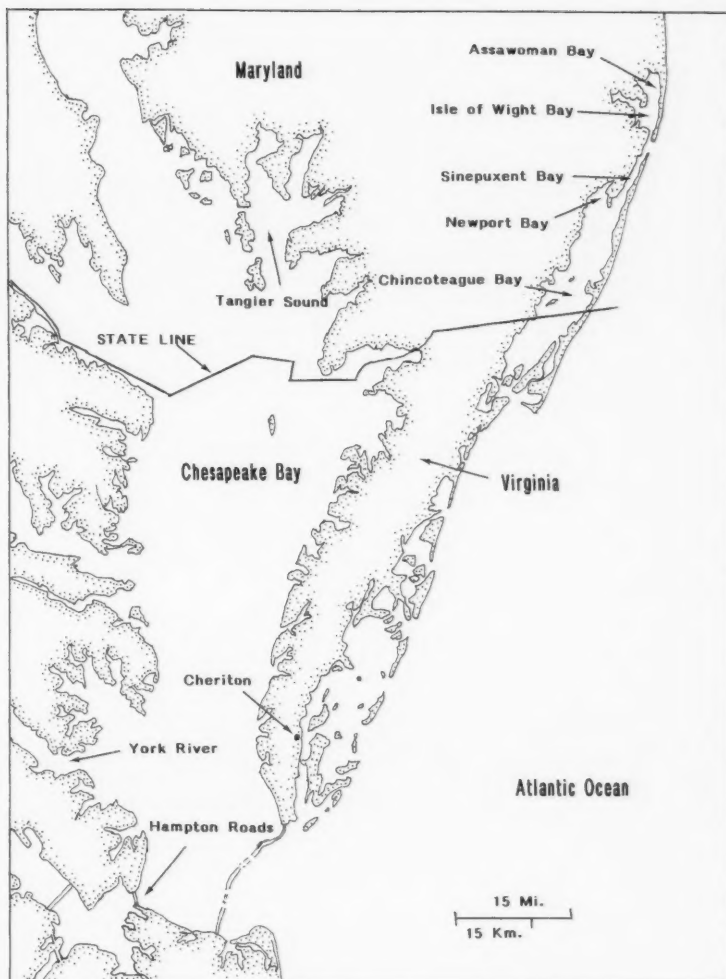 Assawoman Bay
Maryland
Isle of Wight Bay
Sinepuxent Bay
Newport Bay
Chincoteague Bay
Tangier Sound
STATE LINE
Chesapeake Bay
Virginia
Cheriton
York River
Atlantic Ocean
Hampton Roads
15 Mi.
15 Km.